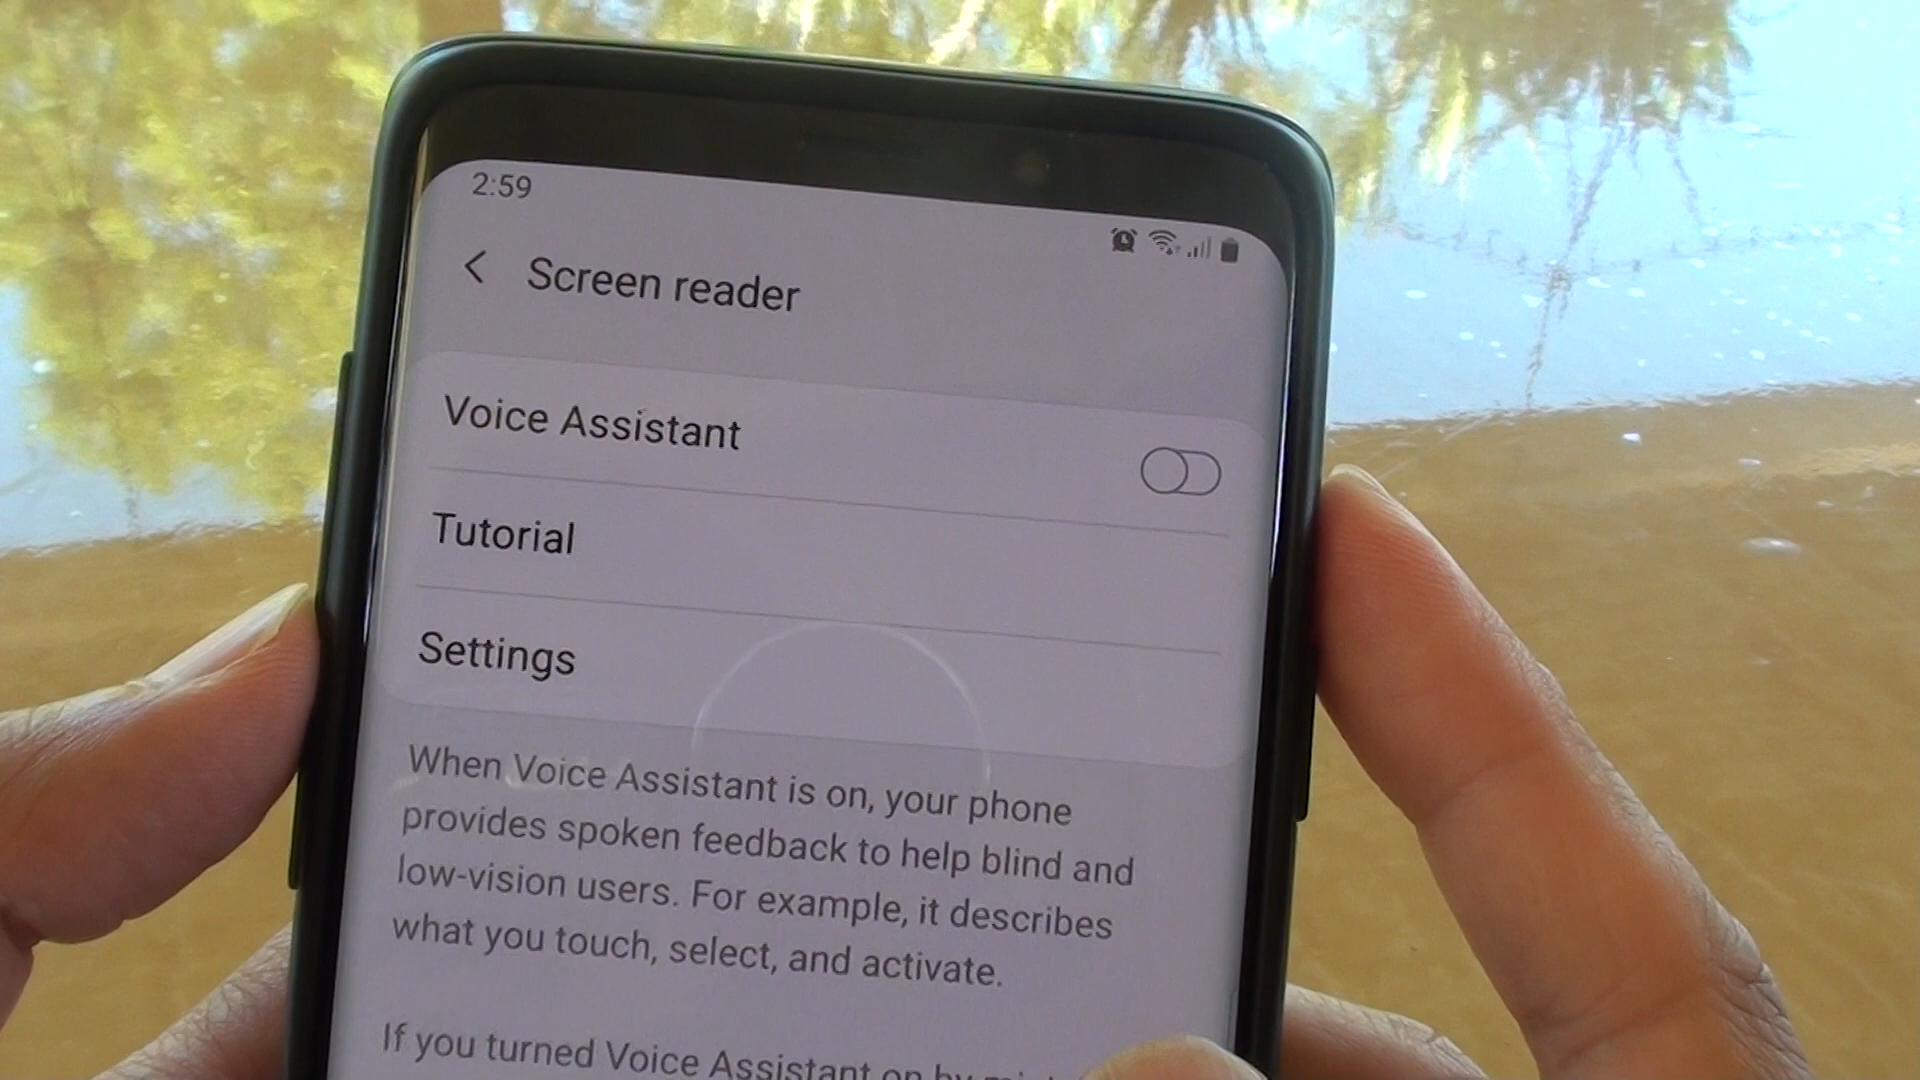 2:59
Screen reader
Voice Assistant
Tutorial
Settings
When Voice Assistant is on, your phone
provides spoken feedback to help blind and
low-vision users. For example, it describes
what you touch, select, and activate.
If you turned Voice Assistant on by